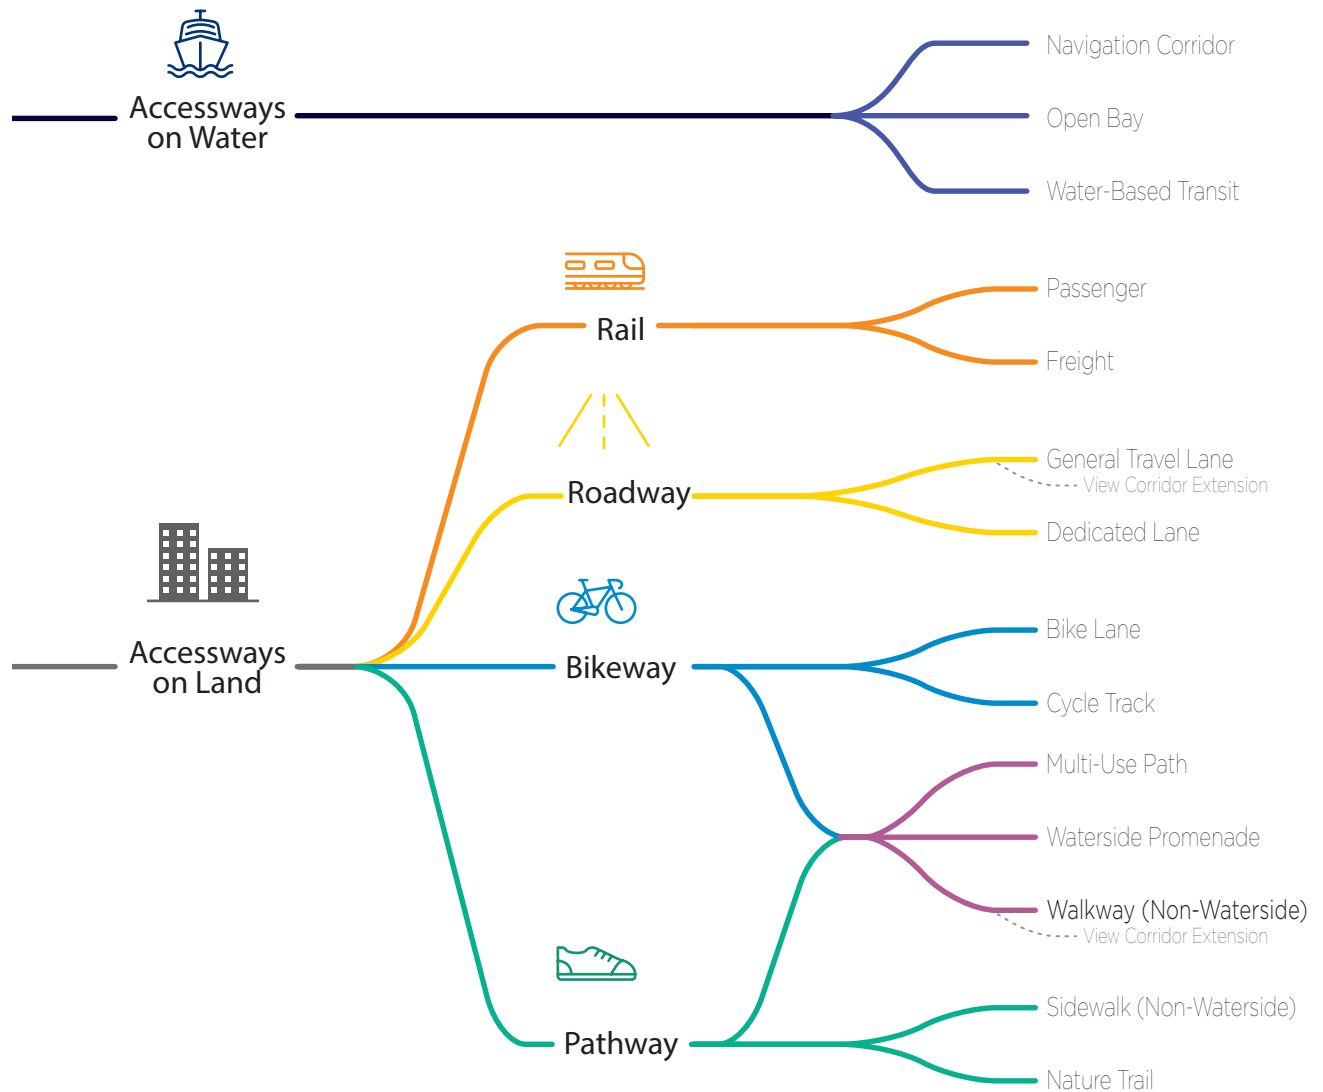 Navigation Corridor
Accessways
on Water
Open Bay
Water-Based Transit
Passenger
Rail
Freight
General Travel Lane
View Corridor Extension
Roadway
Dedicated Lane
Bike Lane
Accessways
on Land
Bikeway
Cycle Track
Multi-Use Path
Waterside Promenade
Walkway (Non-Waterside)
View Corridor Extension
Sidewalk (Non-Waterside)
Pathway
Nature Trail